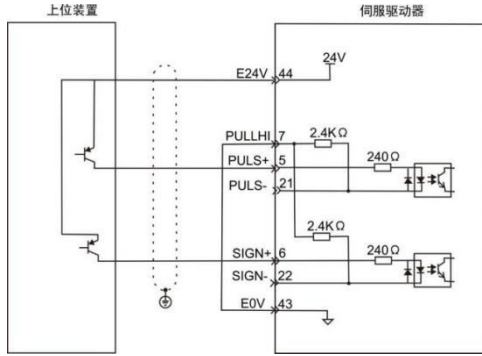 上位装置
伺服驱动器
24V
E24V 44
PULLHI 7
2.4KΩ
PULS+ 5
240Ω
PULS- 21
2.4KΩ
SIGN+ 6
240Ω
SIGN- 22
E0V 43